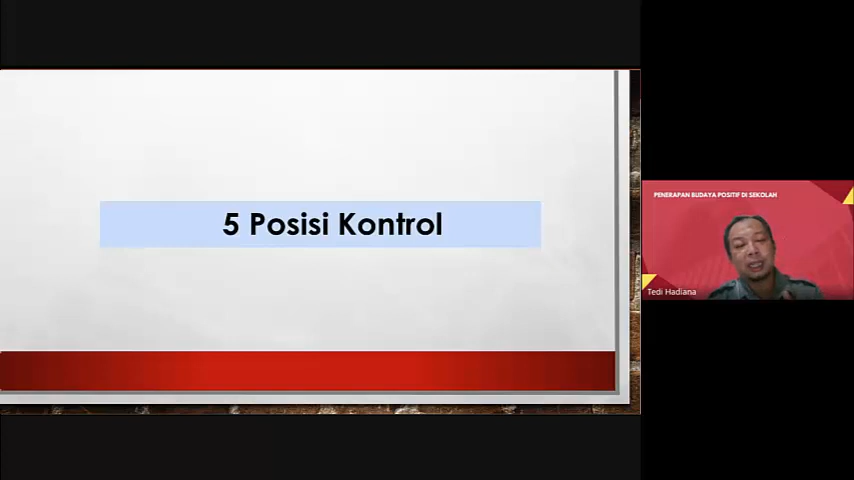 5 Posisi Kontrol
PENERAPAN BUDAYA POSITIF DI SEKOLAH
Tedi Hadiana